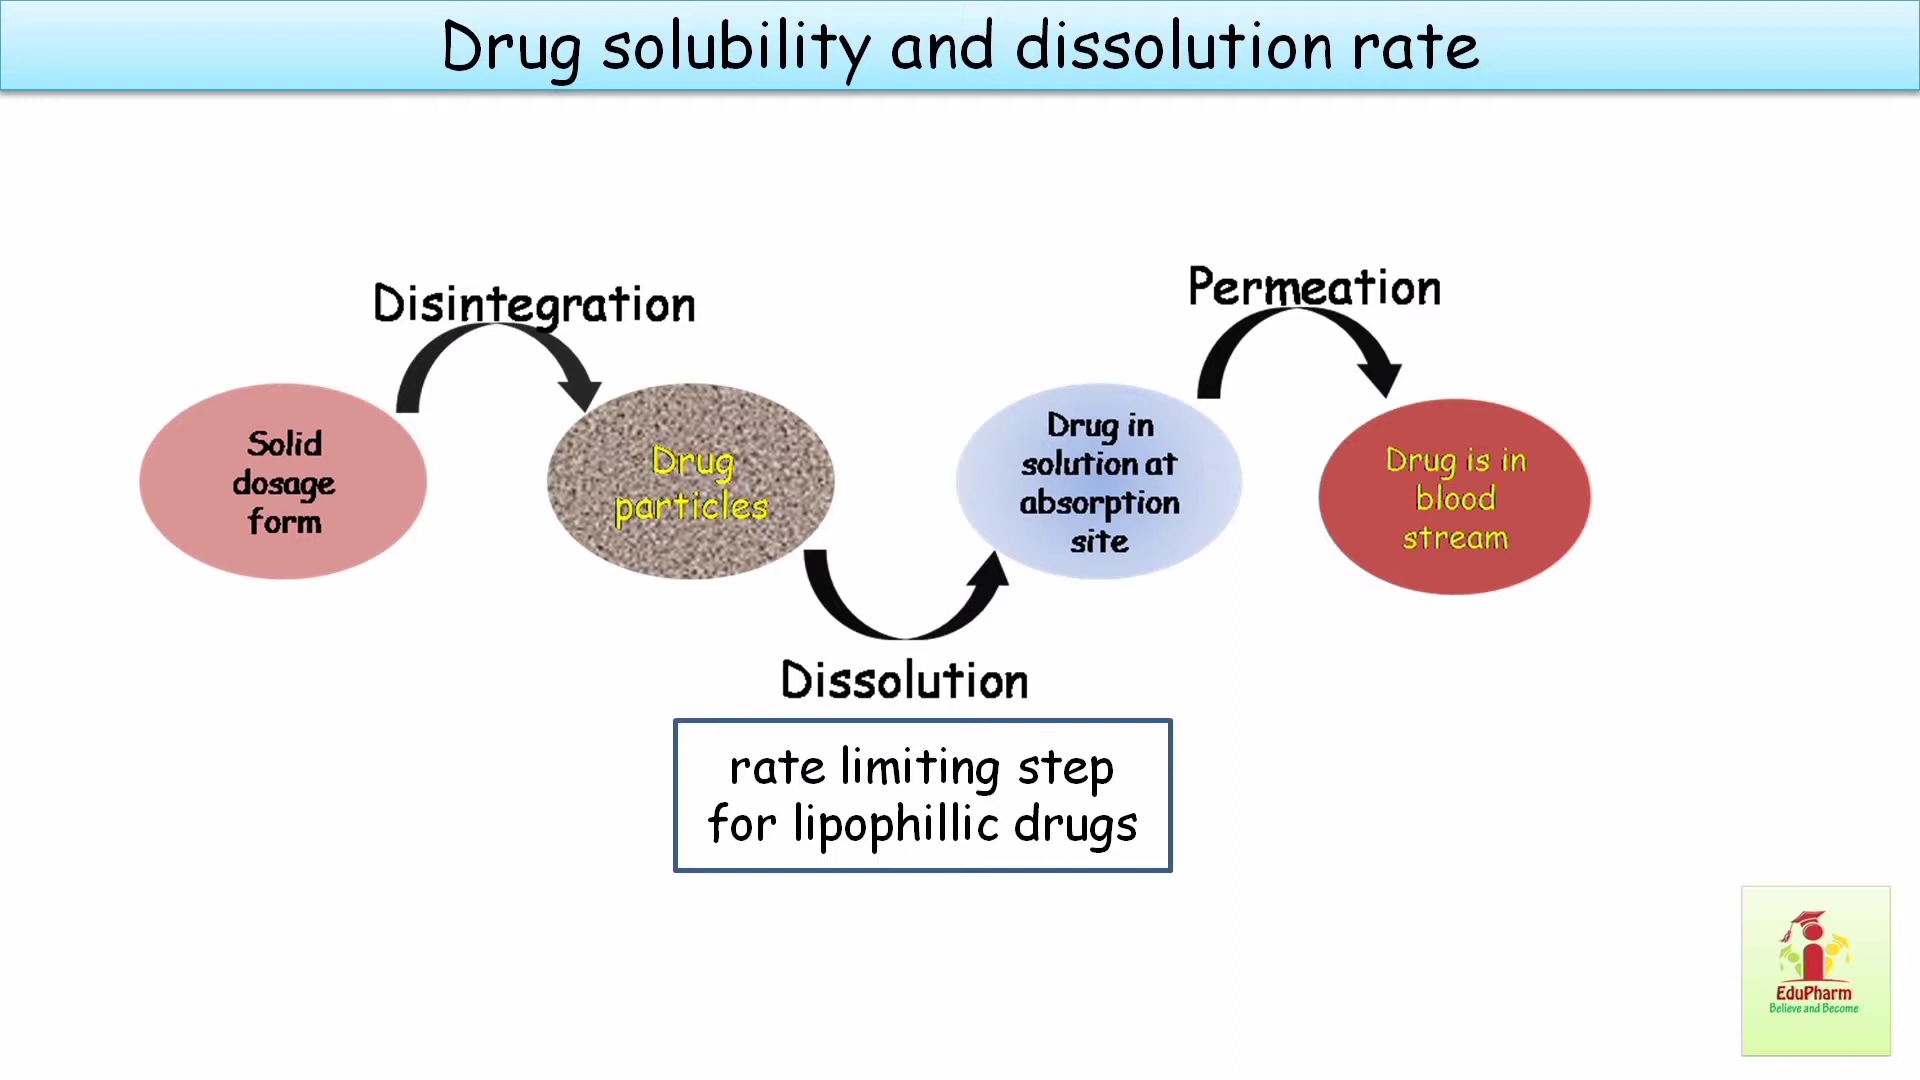 Drug solubility and dissolution rate
Disintegration
Permeation
Solid
dosage
form
Drug
particles
Drug in
solution at
absorption
site
Drug is in
blood
stream
Dissolution
rate limiting step
for lipophillic drugs
EduPharm
Believe and Become